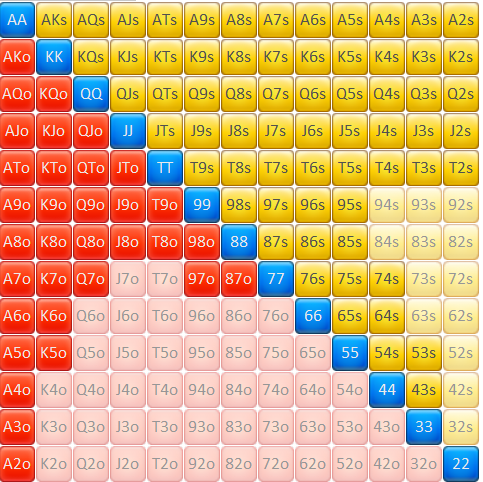 AA AKs AQs AJs ATs A9s A8s A7s A6s A5s A4s A3s A2s
AKo KK KQs KJs KTs K9s K8s K7s K6s K5s K4s K3s K2s
AQo KQo QQ QJs QTs Q9s Q8s Q7s Q6s Q5s Q4s Q3s Q2s
AJo KJo QJo JJ JTs J9s J8s J7s J6s J5s J4s J3s J2s
ATo KTo QTo JTo TT T9s T8s T7s T6s T5s T4s T3s T2s
A9o K9o Q9o J9o T9o 99 98s 97s 96s 95s 94s 93s 92s
A8o K8o Q8o J8o T8o 98o 88 87s 86s 85s 84s 83s 82s
A7o K7o Q7o J7o T7o 97o 87o 77 76s 75s 74s 73s 72s
A6o K6o Q6o J6o T6o 96o 86o 76o 66 65s 64s 63s 62s
A5o K5o Q5o J5o T5o 95o 85o 75o 65o 55 54s 53s 52s
A4o K4o Q4o J4o T4o 94o 84o 74o 64o 54o 44 43s 42s
A3o K3o Q3o J3o T3o 93o 83o 73o 63o 53o 43o 33 32s
A2o K2o Q2o J2o T2o 92o 82o 72o 62o 52o 42o 32o 22